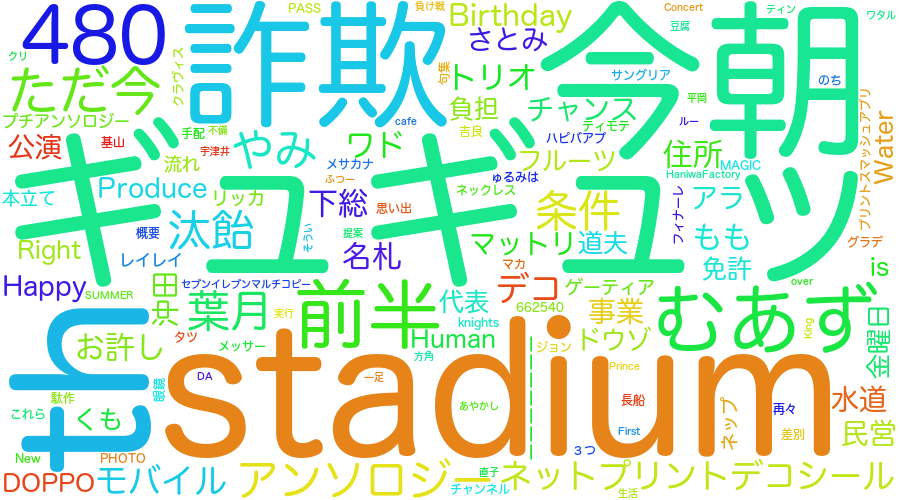 480
詐欺
今朝
PASS
負け戦
Birthday
Concert
ティン
ワタル
クリ
クラヴィス
さとみ
豆腐
ただ今
句葉
トリオ
サングリア
のち
プチアンソロジー
負担
チャンス
平岡
プリントスマッシュアプリ
Water
公演
基山
手配
不備
cafe
吉良
ティモテ
ルー
宇津井
やみ
ワド
ハピバアプ
住所
MAGIC
HaniwaFactory
流れ
メサカナ
フルーツ
ギュギュッ
本立て
Produce
リッカ
ふつー
下総
思い出
ネックレス
ゅるみは
条件
フィナーレ
アラ
概要
汰飴
そうい
提案
マットリ
道夫
もも
グラデ
Right
レイレイ
名札
マカ
免許
is
Happy
SUMMER
沢田
セブンイレブンマルチコピー
デコ
ゲーティア
over
葉月
実行
前半
代表
662540
事業
むあず
金曜日
knights
お許し
タツ
メッサー
Human
方角
ジョン
ドウゾ
King
th
stadium
Prince
DA
一足
眼鏡
駄作
これら
くも
あやかし
長船
ネップ
再々
水道
First
差別
民営
New
PHOTO
3つ
DOPPO
モバイル
アンソロジー
直子
チャンネル
ネットプリントデコシール
生活